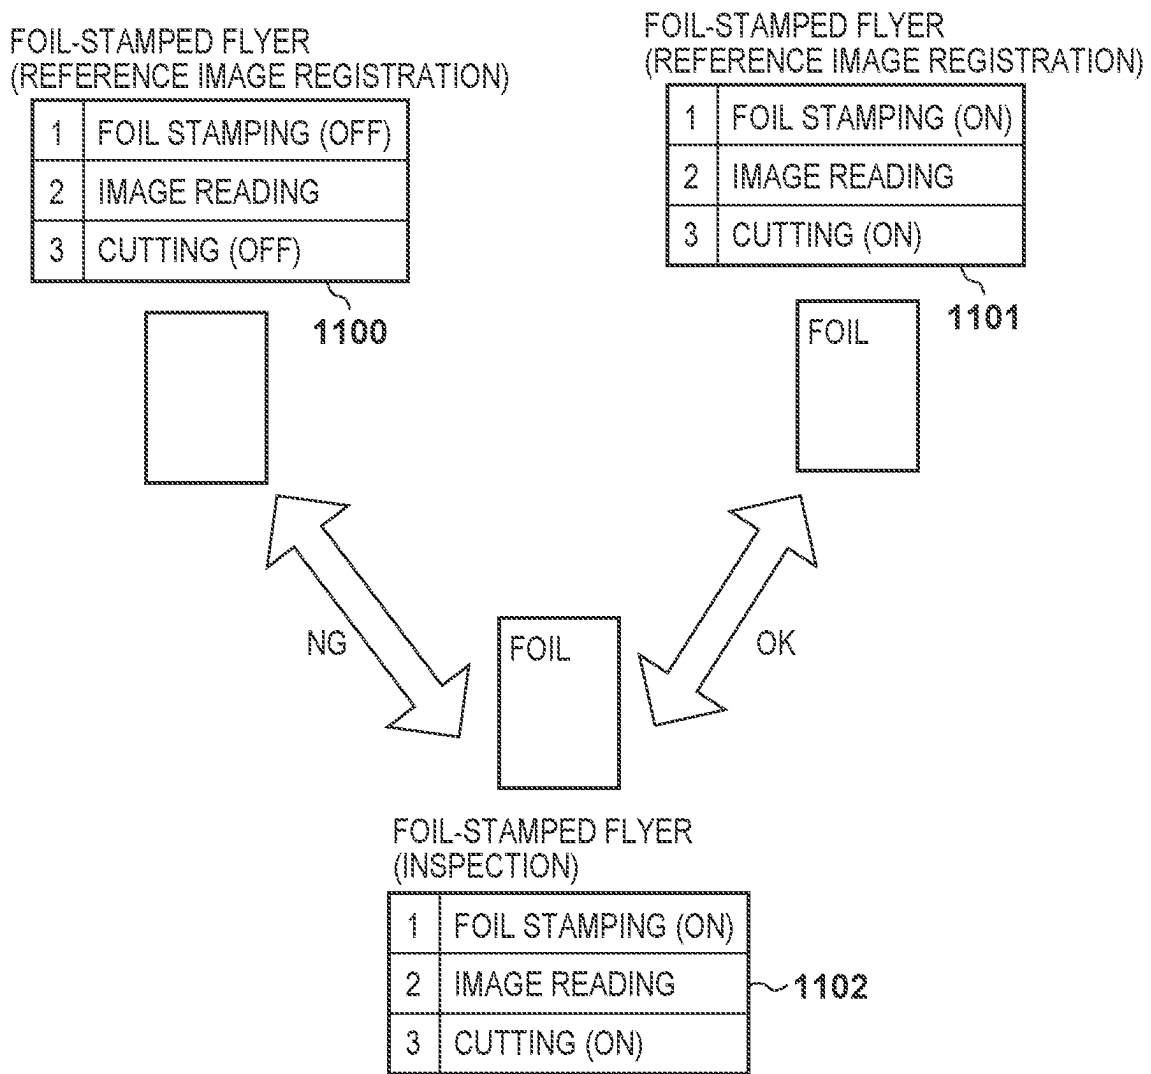 FOIL-STAMPED FLYER
(REFERENCE IMAGE REGISTRATION)
1 FOIL STAMPING (OFF)
2 IMAGE READING
3 CUTTING (OFF)
1100
FOIL-STAMPED FLYER
(REFERENCE IMAGE REGISTRATION)
1 FOIL STAMPING (ON)
2 IMAGE READING
3 CUTTING (ON)
1101
FOIL
NG
FOIL
OK
FOIL-STAMPED FLYER
(INSPECTION)
1 FOIL STAMPING (ON)
2 IMAGE READING
1102
3 CUTTING (ON)